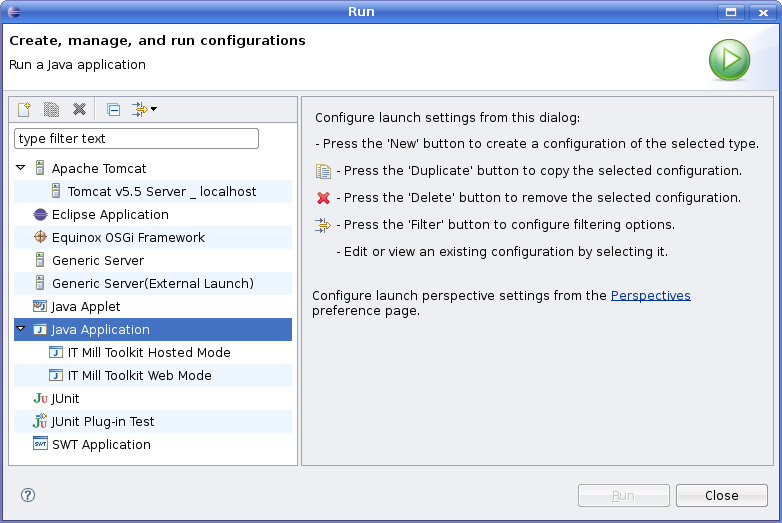 Run
Create, manage, and run configurations
Run a Java application
type filter text
Apache Tomcat
Tomcat v5.5 Server _ localhost
Eclipse Application
Equinox OSGi Framework
Generic Server
Generic Server(External Launch)
Java Applet
Java Application
IT Mill Toolkit Hosted Mode
IT Mill Toolkit Web Mode
JUnit
JUnit Plug-in Test
SWT Application
Configure launch settings from this dialog:
- Press the 'New' button to create a configuration of the selected type.
- Press the 'Duplicate' button to copy the selected configuration.
- Press the 'Delete' button to remove the selected configuration.
- Press the 'Filter' button to configure filtering options.
- Edit or view an existing configuration by selecting it.
Configure launch perspective settings from the Perspectives
preference page.
Run
Close